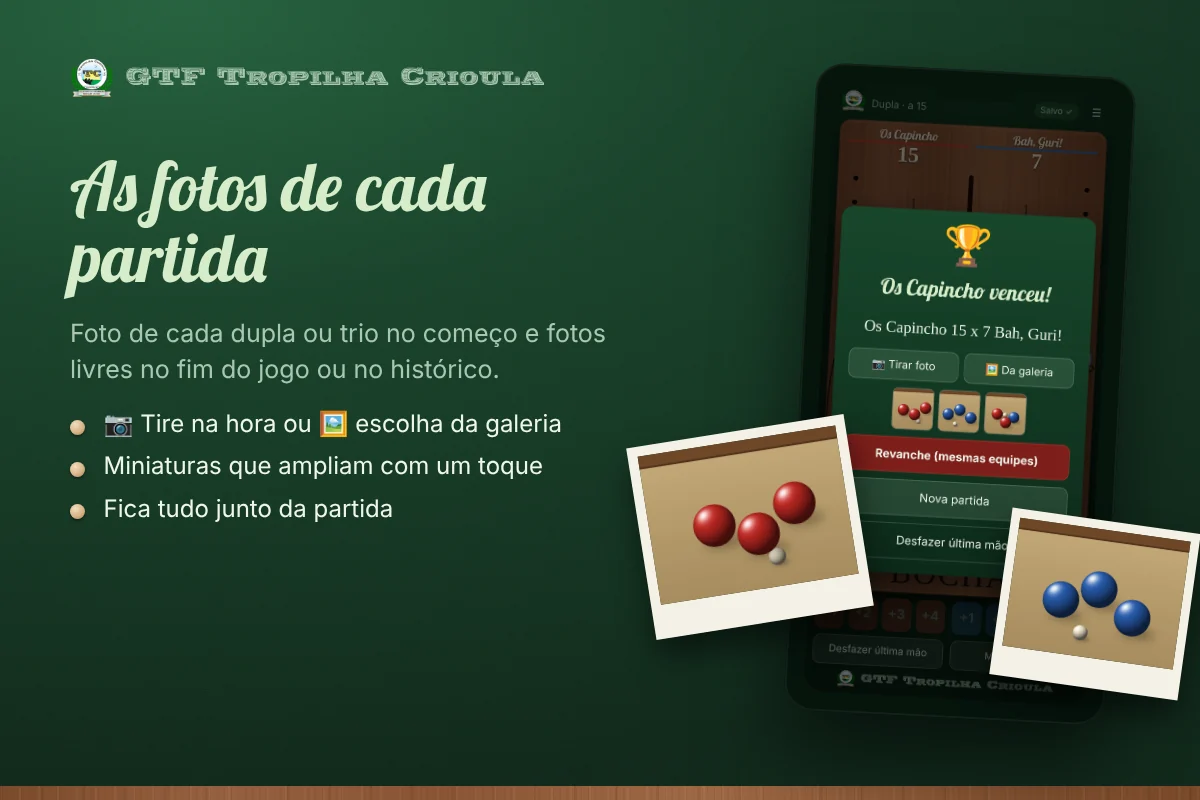 GTF Tropilha Crioula
As fotos de cada
partida
Foto de cada dupla ou trio no começo e fotos
livres no fim do jogo ou no histórico.
📷 Tire na hora ou 🖼️ escolha da galeria
Miniaturas que ampliam com um toque
Fica tudo junto da partida
Dupla · a 15
Salvo ✓
Os Capincho
Bah, Guri!
15
7
Os Capincho venceu!
Os Capincho 15 x 7 Bah, Guri!
📷 Tirar foto
🖼️ Da galeria
Revanche (mesmas equipes)
Nova partida
Desfazer última mão
+3
+4
+1
Desfazer última mão
GTF Tropilha Crioula